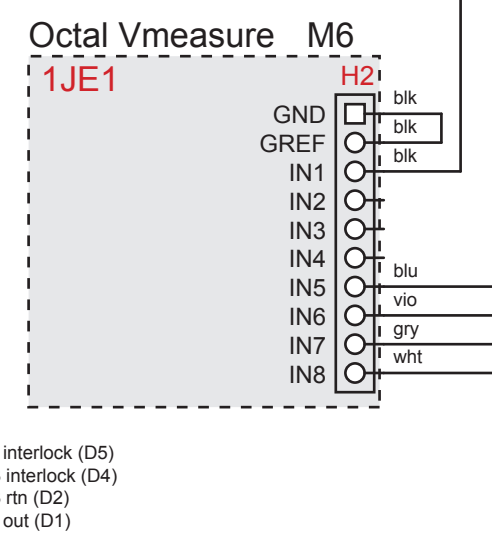 Octal Vmeasure M6
1JE1 H2
blk
GND
blk
GREF
blk
IN1
IN2
IN3
IN4
blu
IN5
vio
IN6
gry
IN7
wht
IN8
interlock (D5)
interlock (D4)
rtn (D2)
out (D1)